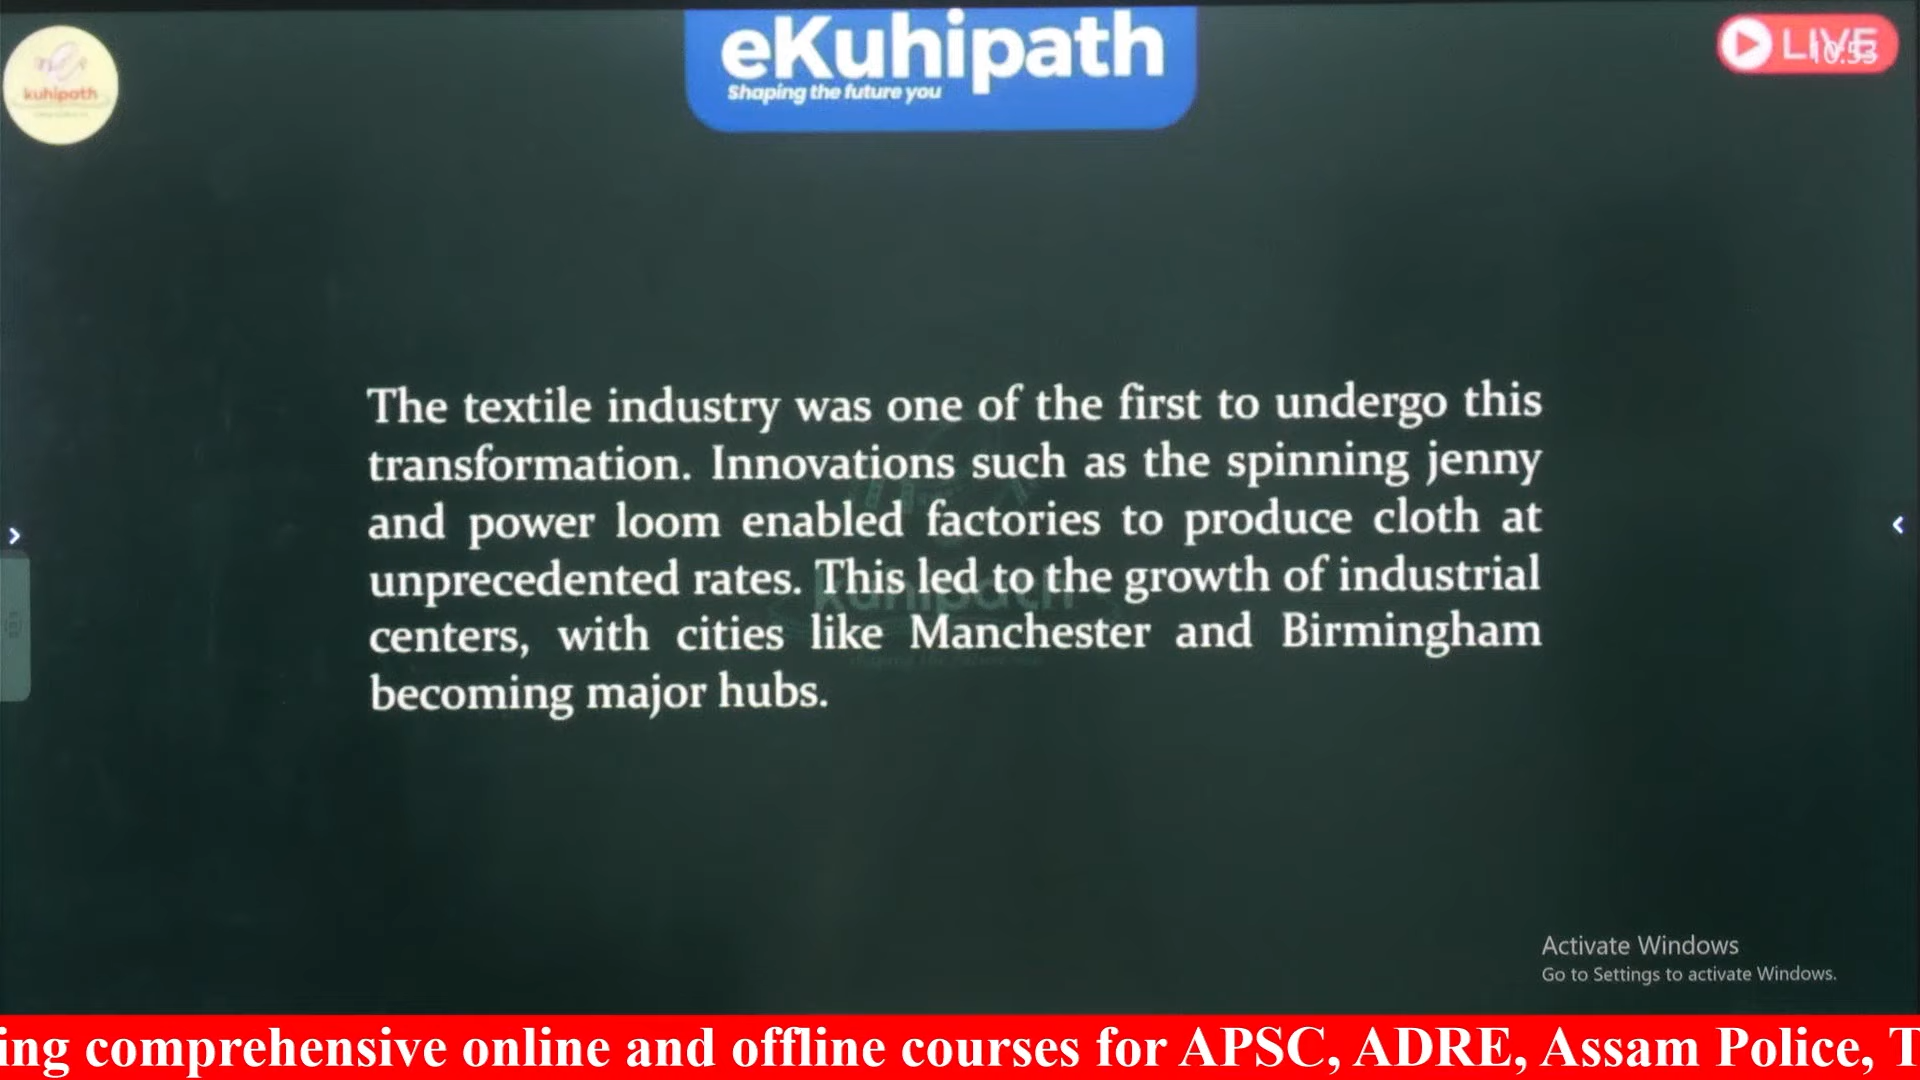 eKuhipath
Shaping the future you
kuhipath
LIVE
10:53
The textile industry was one of the first to undergo this
transformation. Innovations such as the spinning jenny
and power loom enabled factories to produce cloth at
unprecedented rates. This led to the growth of industrial
centers, with cities like Manchester and Birmingham
becoming major hubs.
kuhipath
Activate Windows
Go to Settings to activate Windows.
ing comprehensive online and offline courses for APSC, ADRE, Assam Police, T